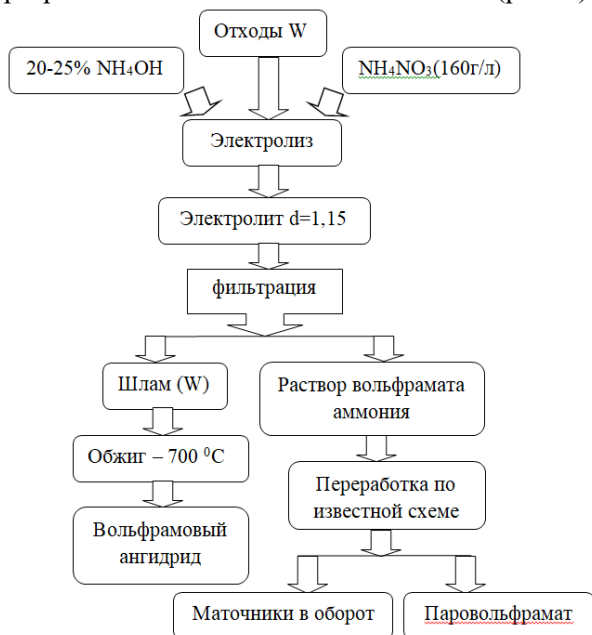 Отходы W
20-25% NH₄OH
NH₄NO₃(160г/л)
Электролиз
Электролит d=1,15
фильтрация
Шлам (W)
Раствор вольфрамата
аммония
Обжиг – 700 ⁰С
Переработка по
известной схеме
Вольфрамовый
ангидрид
Маточники в оборот
Паровольфрамат